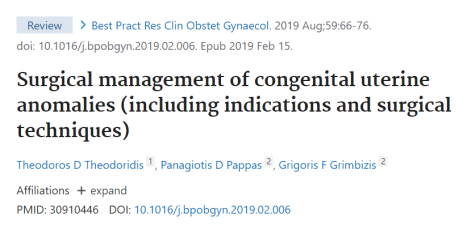 Review > Best Pract Res Clin Obstet Gynaecol. 2019 Aug;59:66-76.
doi: 10.1016/j.bpobgyn.2019.02.006. Epub 2019 Feb 15.
Surgical management of congenital uterine
anomalies (including indications and surgical
techniques)
Theodoros D Theodoridis 1, Panagiotis D Pappas 2, Grigoris F Grimbizis 2
Affiliations + expand
PMID: 30910446 DOI: 10.1016/j.bpobgyn.2019.02.006